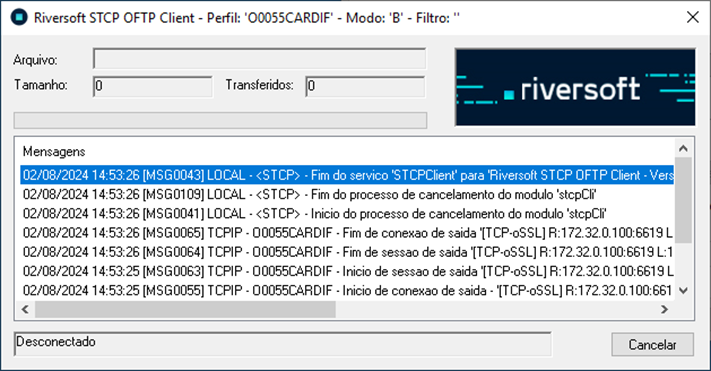 Riversoft STCP OFTP Client - Perfil: 'O0055CARDIF' - Modo: 'B' - Filtro: ''
Arquivo:
Tamanho: 0 Transferidos: 0
riversoft
Mensagens
02/08/2024 14:53:26 [MSG0043] LOCAL - <STCP> - Fim do servico 'STCPClient' para 'Riversoft STCP OFTP Client - Vers
02/08/2024 14:53:26 [MSG0109] LOCAL - <STCP> - Fim do processo de cancelamento do modulo 'stcpCli'
02/08/2024 14:53:26 [MSG0041] LOCAL - <STCP> - Inicio do processo de cancelamento do modulo 'stcpCli'
02/08/2024 14:53:26 [MSG0065] TCPIP - O0055CARDIF - Fim de conexao de saida '[TCP-oSSL] R:172.32.0.100:6619 L
02/08/2024 14:53:26 [MSG0064] TCPIP - O0055CARDIF - Fim de sessao de saida '[TCP-oSSL] R:172.32.0.100:6619 L:1
02/08/2024 14:53:25 [MSG0063] TCPIP - O0055CARDIF - Inicio de sessao de saida '[TCP-oSSL] R:172.32.0.100:6619 L
02/08/2024 14:53:25 [MSG0055] TCPIP - O0055CARDIF - Inicio de conexao de saida - '[TCP-oSSL] R:172.32.0.100:661
Desconectado
Cancelar